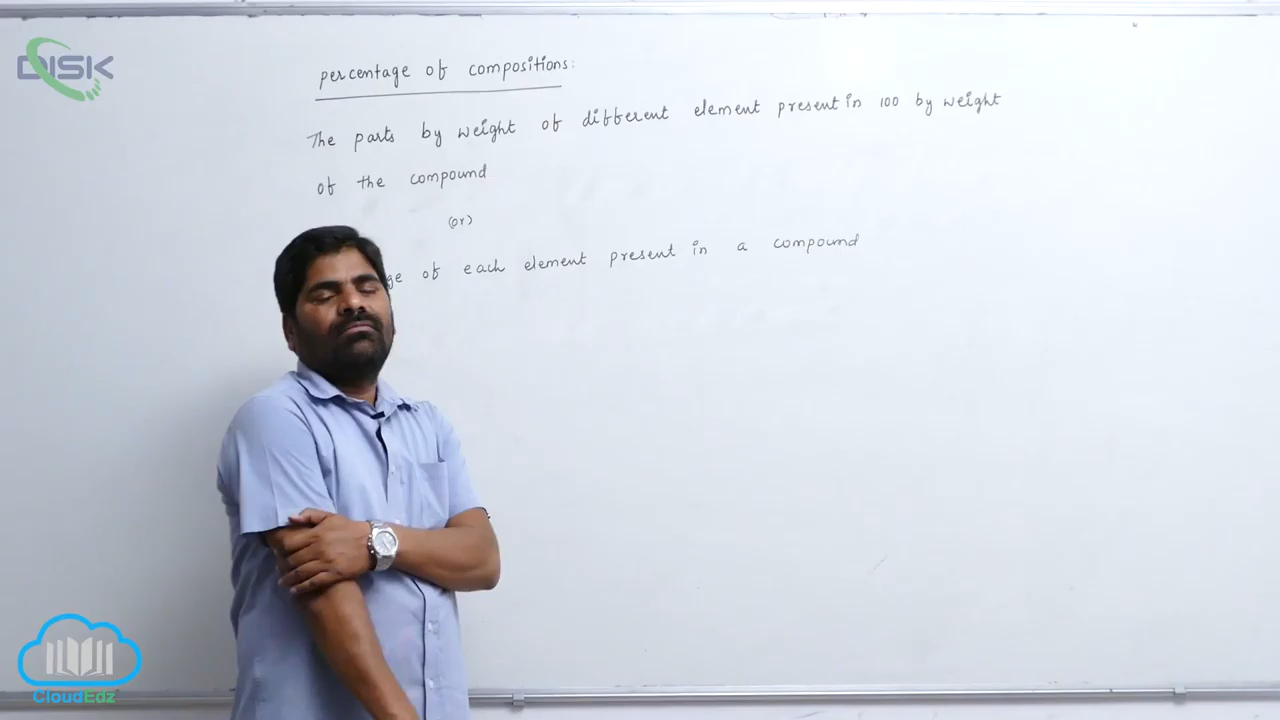 DISK
percentage of compositions:
The parts by weight of different element present in 100 by weight
of the compound
(or)
ge of each element present in a compound
CloudEdz